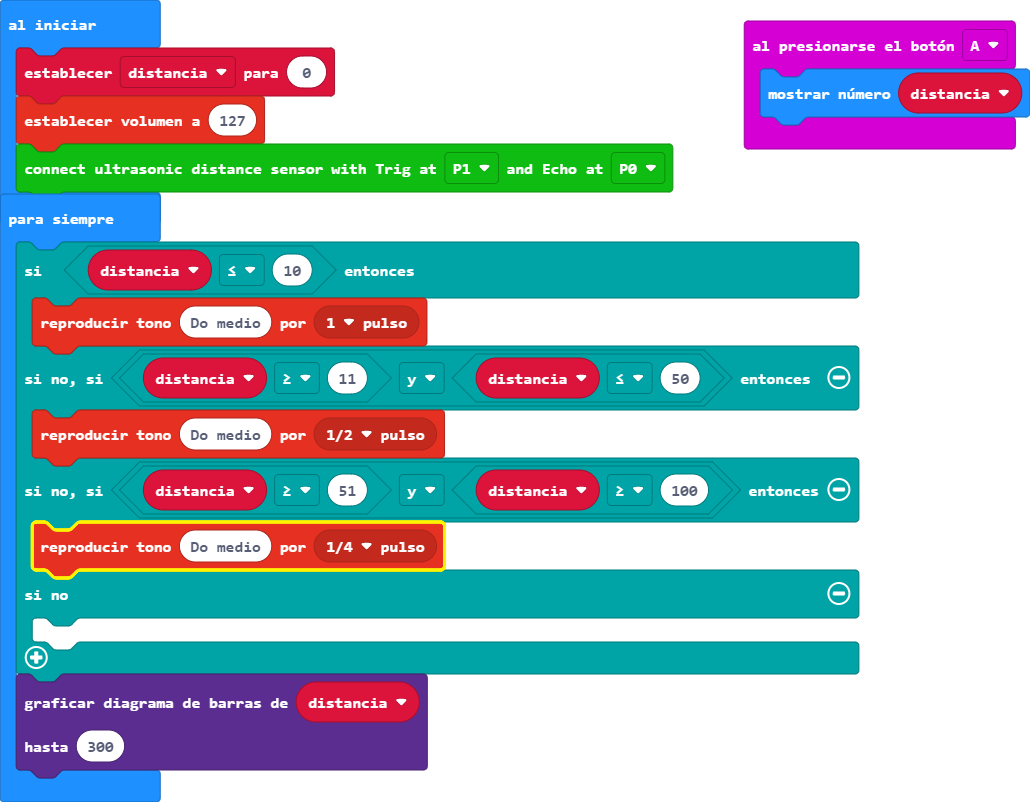 al iniciar
establecer distancia para 0
establecer volumen a 127
connect ultrasonic distance sensor with Trig at P1 and Echo at P0
para siempre
si distancia ≤ 10 entonces
reproducir tono Do medio por 1 pulso
si no, si distancia ≥ 11 y distancia ≤ 50 entonces
reproducir tono Do medio por 1/2 pulso
si no, si distancia ≥ 51 y distancia ≥ 100 entonces
reproducir tono Do medio por 1/4 pulso
si no
graficar diagrama de barras de distancia
hasta 300
al presionarse el botón A
mostrar número distancia